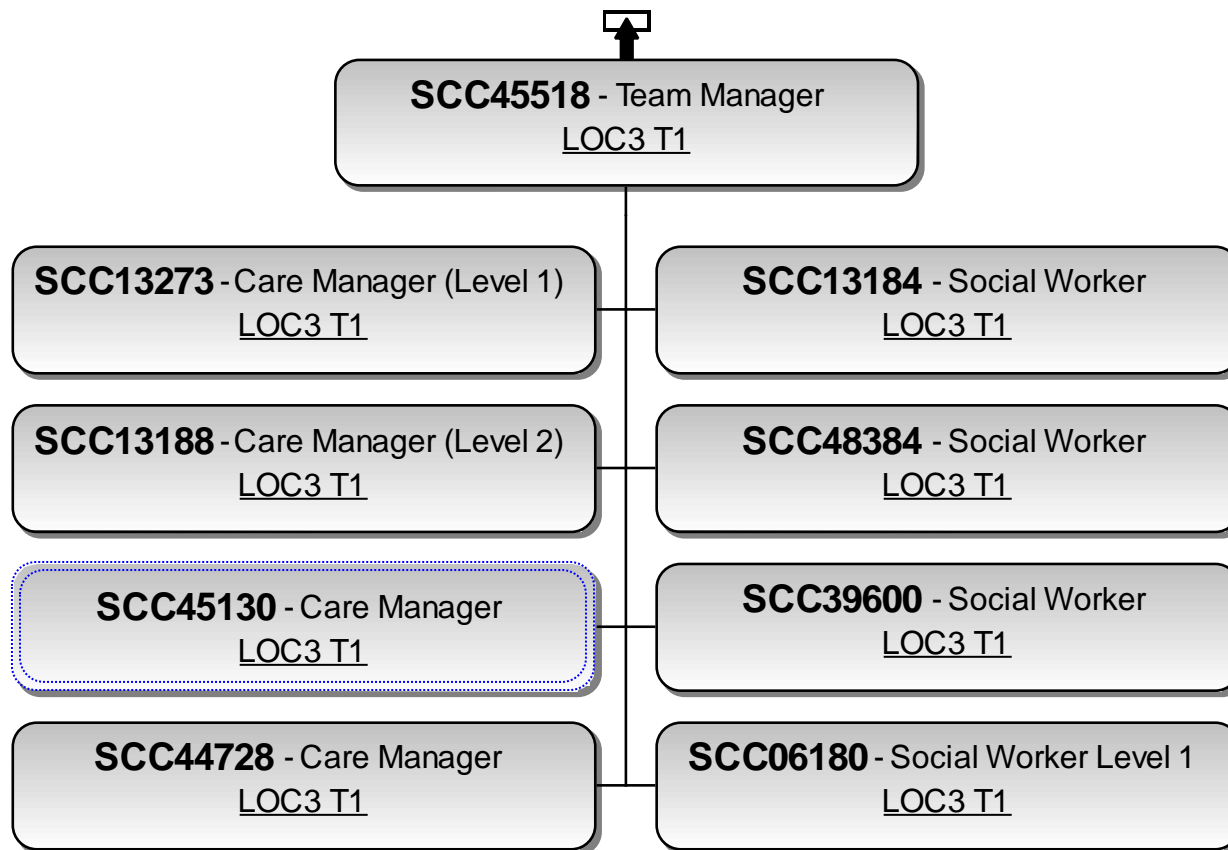 SCC45518 - Team Manager
LOC3 T1
SCC13273 - Care Manager (Level 1)
LOC3 T1
SCC13184 - Social Worker
LOC3 T1
SCC13188 - Care Manager (Level 2)
LOC3 T1
SCC48384 - Social Worker
LOC3 T1
SCC45130 - Care Manager
LOC3 T1
SCC39600 - Social Worker
LOC3 T1
SCC44728 - Care Manager
LOC3 T1
SCC06180 - Social Worker Level 1
LOC3 T1